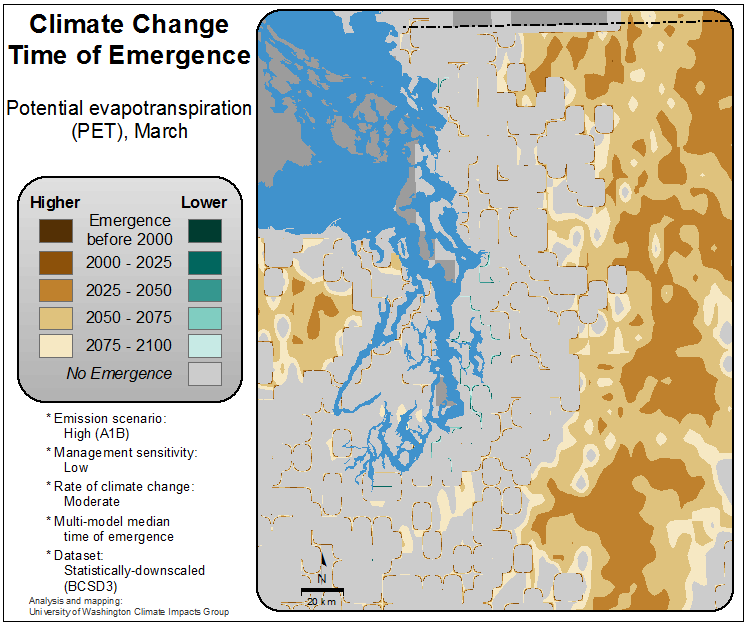 Climate Change
Time of Emergence
Potential evapotranspiration
(PET), March
Higher Lower
Emergence
before 2000
2000 - 2025
2025 - 2050
2050 - 2075
2075 - 2100
No Emergence
* Emission scenario:
High (A1B)
* Management sensitivity:
Low
* Rate of climate change:
Moderate
* Multi-model median
time of emergence
* Dataset:
Statistically-downscaled
(BCSD3)
Analysis and mapping:
University of Washington Climate Impacts Group
N
20 km